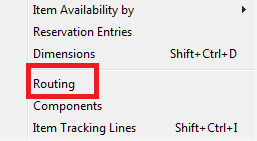 Item Availability by
Reservation Entries
Dimensions Shift+Ctrl+D
Routing
Components
Item Tracking Lines Shift+Ctrl+I